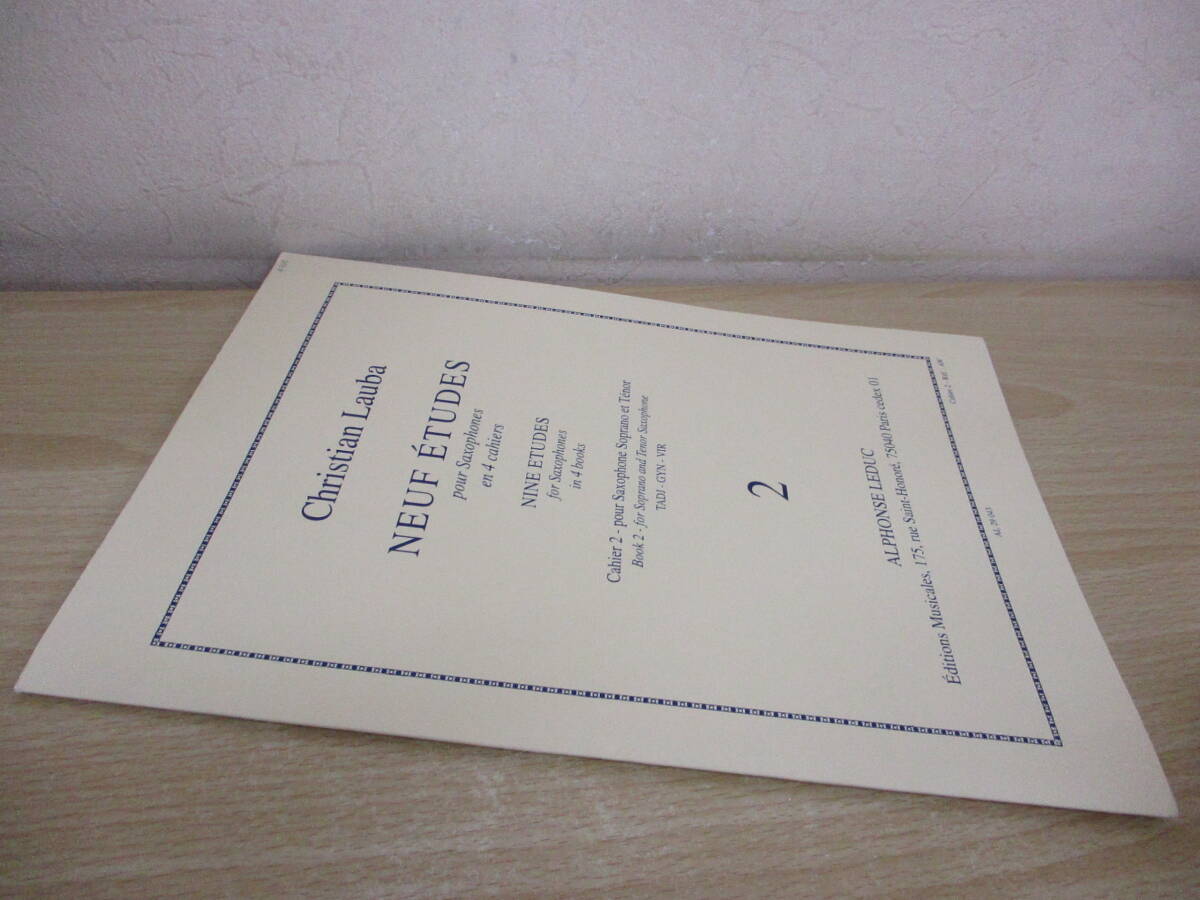 Christian Lauba
NEUF ÉTUDES
pour Saxophones
en 4 cahiers
NINE ETUDES
for Saxophones
in 4 books
Cahier 2 - pour Saxophone Soprano et Ténor
Book 2 - for Soprano and Tenor Saxophone
TADJ - GYN - VIR
2
ALPHONSE LEDUC
Éditions Musicales, 175, rue Saint-Honoré, 75040 Paris cedex 01